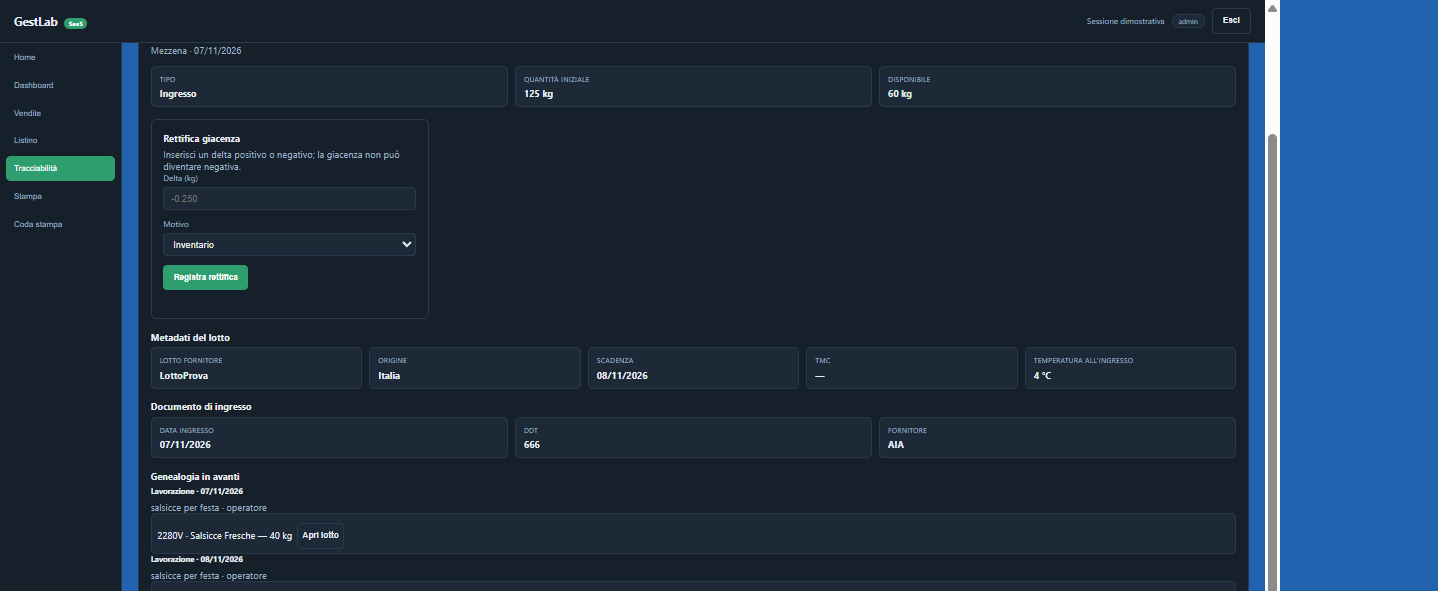 GestLab SaaS
Sessione dimostrativa admin Esci
Home
Dashboard
Vendite
Listino
Tracciabilità
Stampa
Coda stampa
Mezzena · 07/11/2026
TIPO
Ingresso
QUANTITÀ INIZIALE
125 kg
DISPONIBILE
60 kg
Rettifica giacenza
Inserisci un delta positivo o negativo; la giacenza non può
diventare negativa.
Delta (kg)
-0.250
Motivo
Inventario
Registra rettifica
Metadati del lotto
LOTTO FORNITORE
LottoProva
ORIGINE
Italia
SCADENZA
08/11/2026
TMC
—
TEMPERATURA ALL'INGRESSO
4 °C
Documento di ingresso
DATA INGRESSO
07/11/2026
DDT
666
FORNITORE
AIA
Genealogia in avanti
Lavorazione · 07/11/2026
salsicce per festa · operatore
2280V · Salsicce Fresche — 40 kg Apri lotto
Lavorazione · 08/11/2026
salsicce per festa · operatore